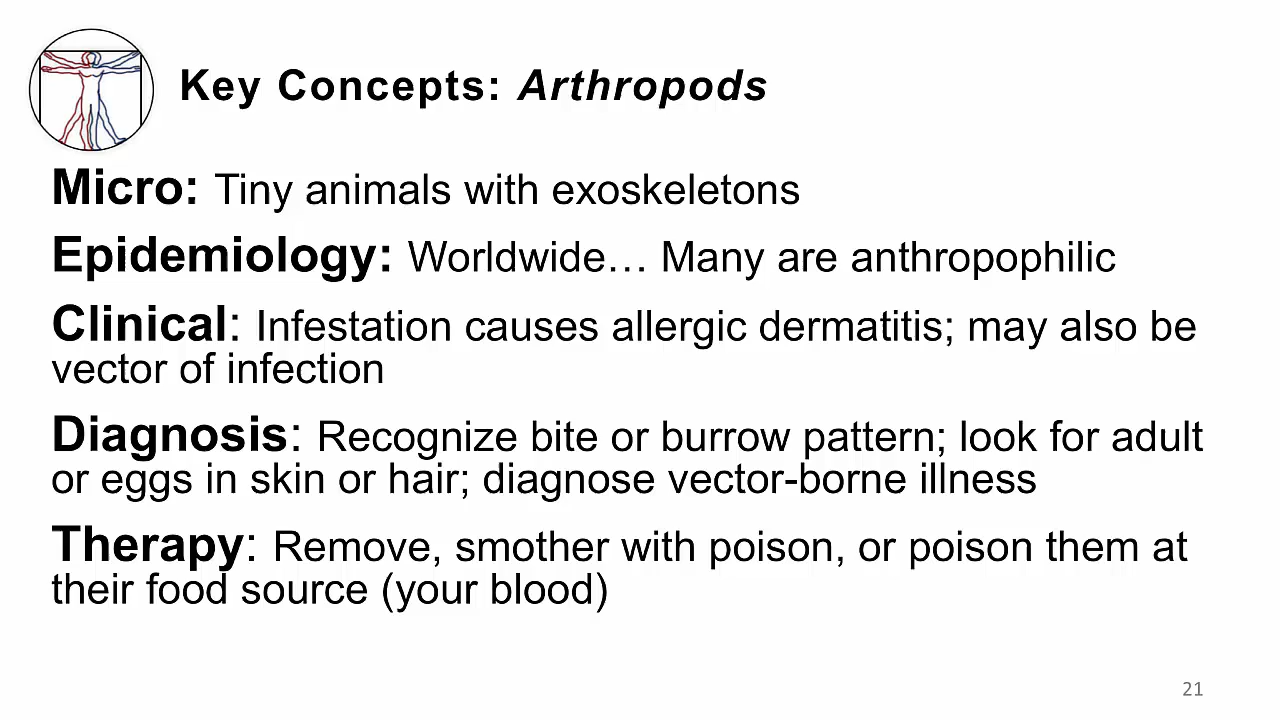 Key Concepts: Arthropods
Micro: Tiny animals with exoskeletons
Epidemiology: Worldwide… Many are anthropophilic
Clinical: Infestation causes allergic dermatitis; may also be
vector of infection
Diagnosis: Recognize bite or burrow pattern; look for adult
or eggs in skin or hair; diagnose vector-borne illness
Therapy: Remove, smother with poison, or poison them at
their food source (your blood)
21